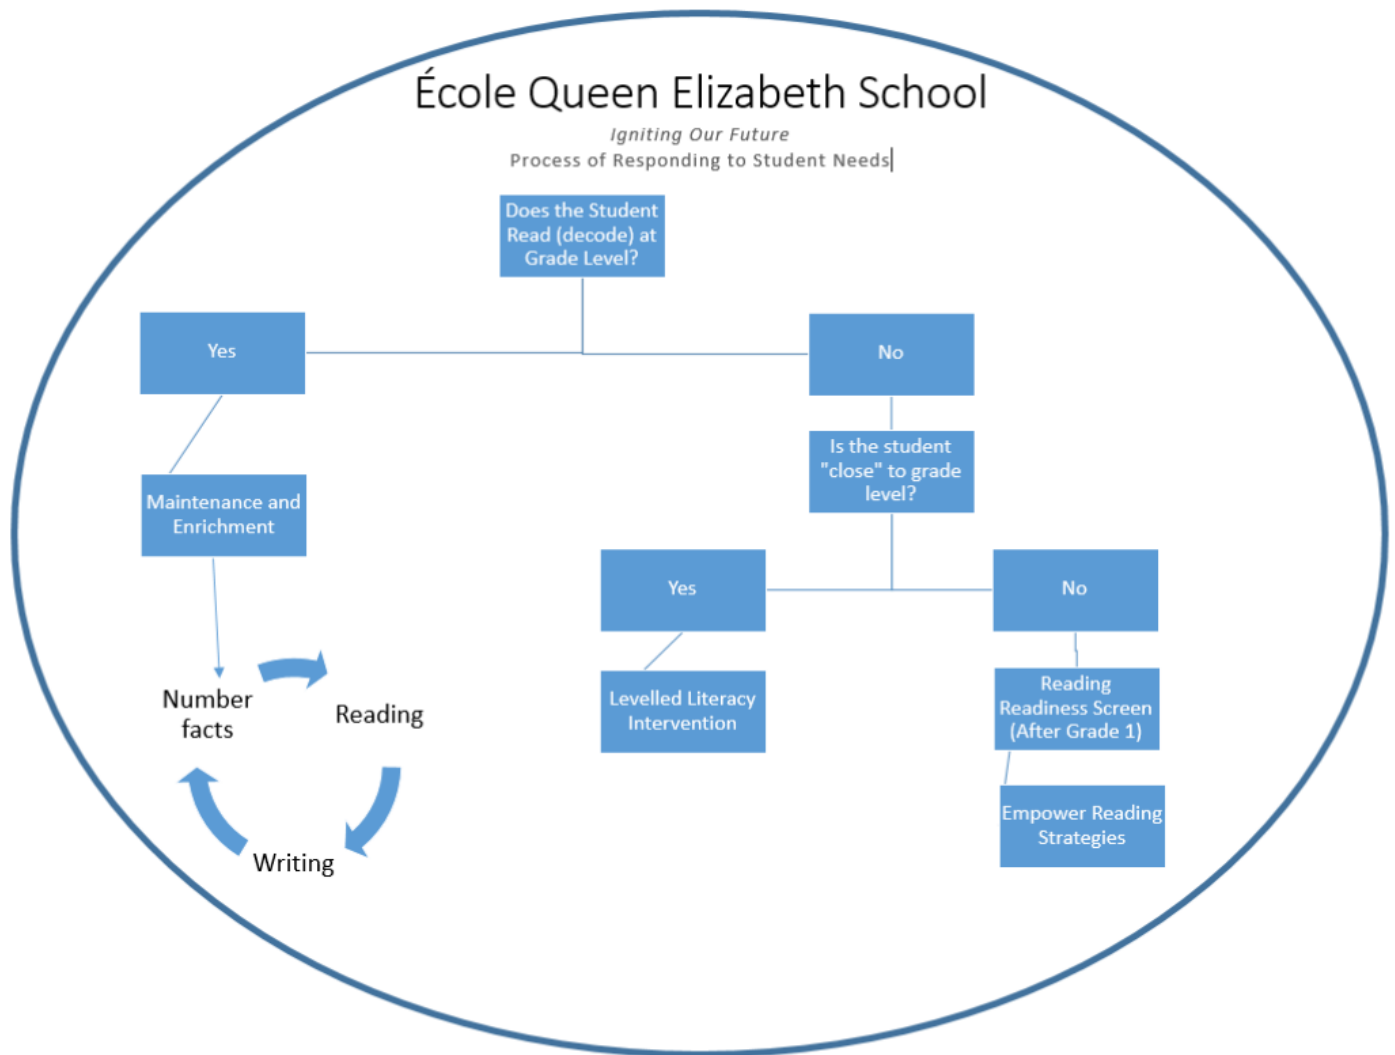 École Queen Elizabeth School
Igniting Our Future
Process of Responding to Student Needs
Does the Student
Read (decode) at
Grade Level?
Yes
No
Maintenance and
Enrichment
Is the student
"close" to grade
level?
Yes
No
Number
facts
Reading
Writing
Levelled Literacy
Intervention
Reading
Readiness Screen
(After Grade 1)
Empower Reading
Strategies